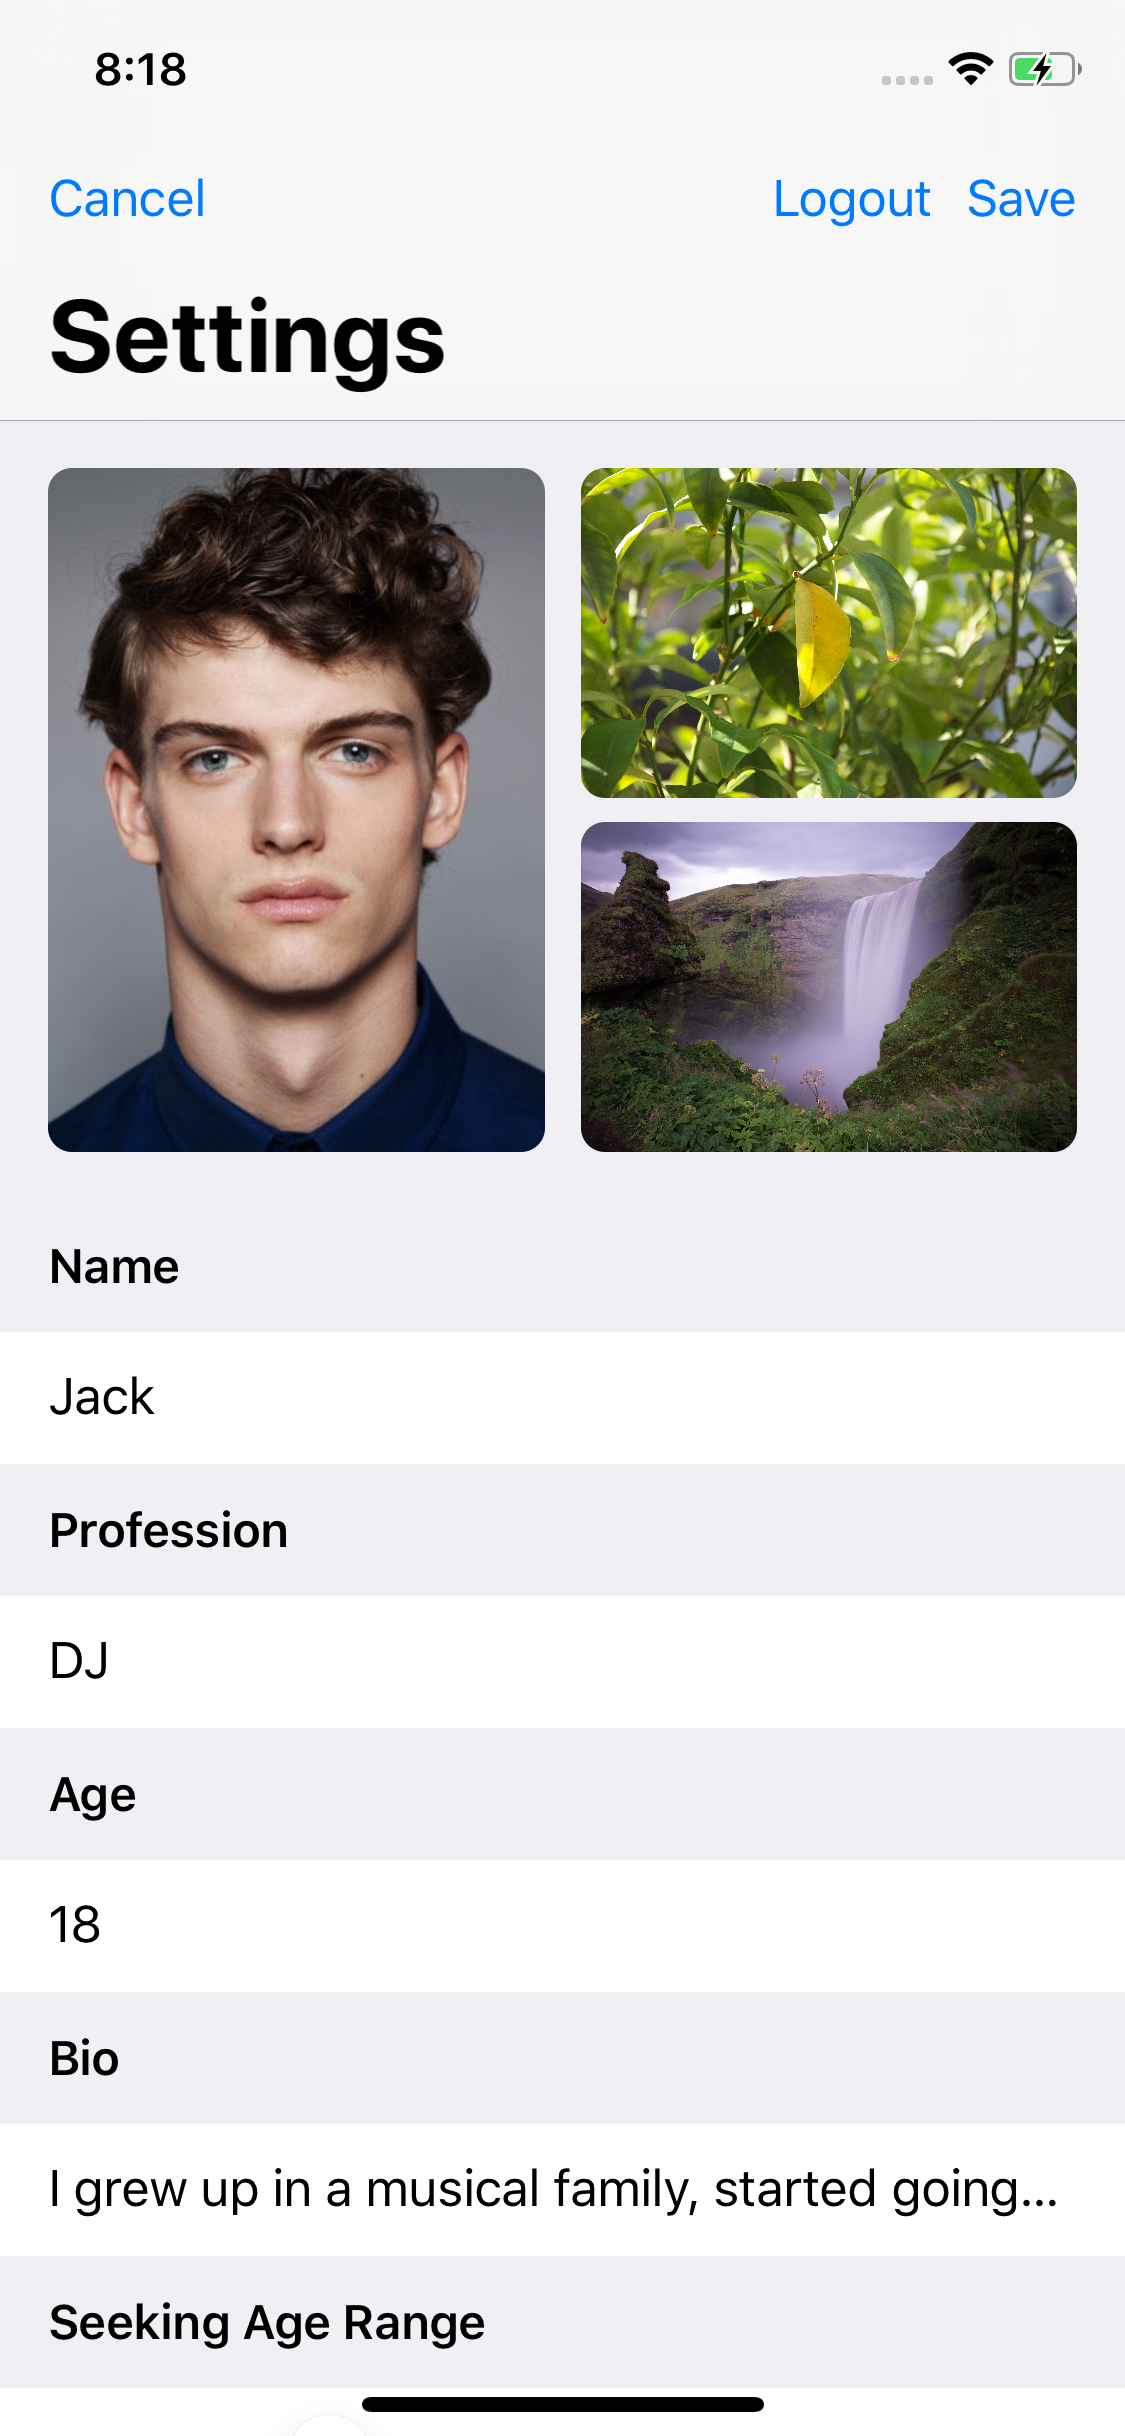 8:18
Cancel Logout Save
Settings
Name
Jack
Profession
DJ
Age
18
Bio
I grew up in a musical family, started going...
Seeking Age Range